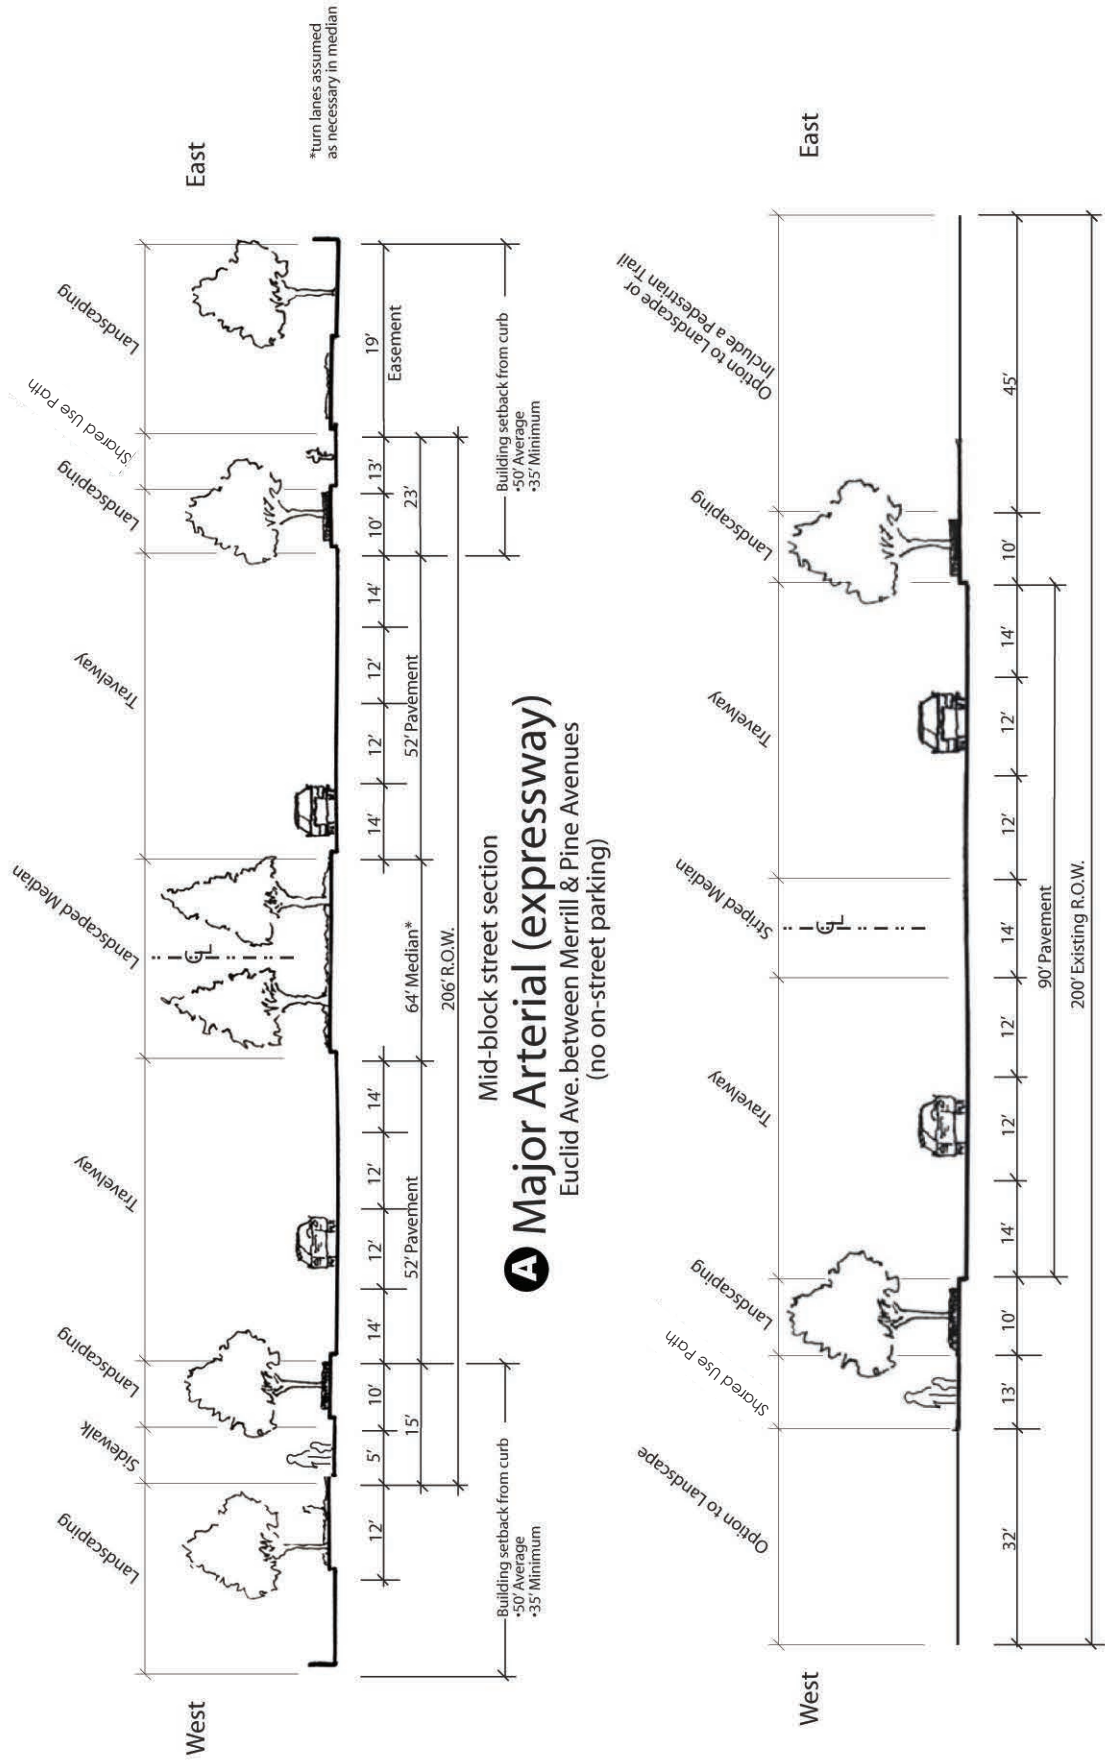 Landscaping
Sidewalk
Landscaping
Travelway
Landscaped Median
Travelway
Landscaping
Shared Use Path
Landscaping
West
East
CL
*turn lanes assumed
as necessary in median
12'
5'
10'
14'
12'
12'
14'
14'
12'
12'
14'
10'
13'
19'
Easement
15'
52' Pavement
64' Median*
52' Pavement
23'
206' R.O.W.
Building setback from curb
•50' Average
•35' Minimum
Building setback from curb
•50' Average
•35' Minimum
Mid-block street section
A Major Arterial (expressway)
Euclid Ave. between Merrill & Pine Avenues
(no on-street parking)
Option to Landscape
Shared Use Path
Landscaping
Travelway
Striped Median
Travelway
Landscaping
Option to Landscape or
Include a Pedestrian Trail
West
East
CL
32'
13'
10'
14'
12'
12'
14'
12'
12'
14'
10'
45'
90' Pavement
200' Existing R.O.W.